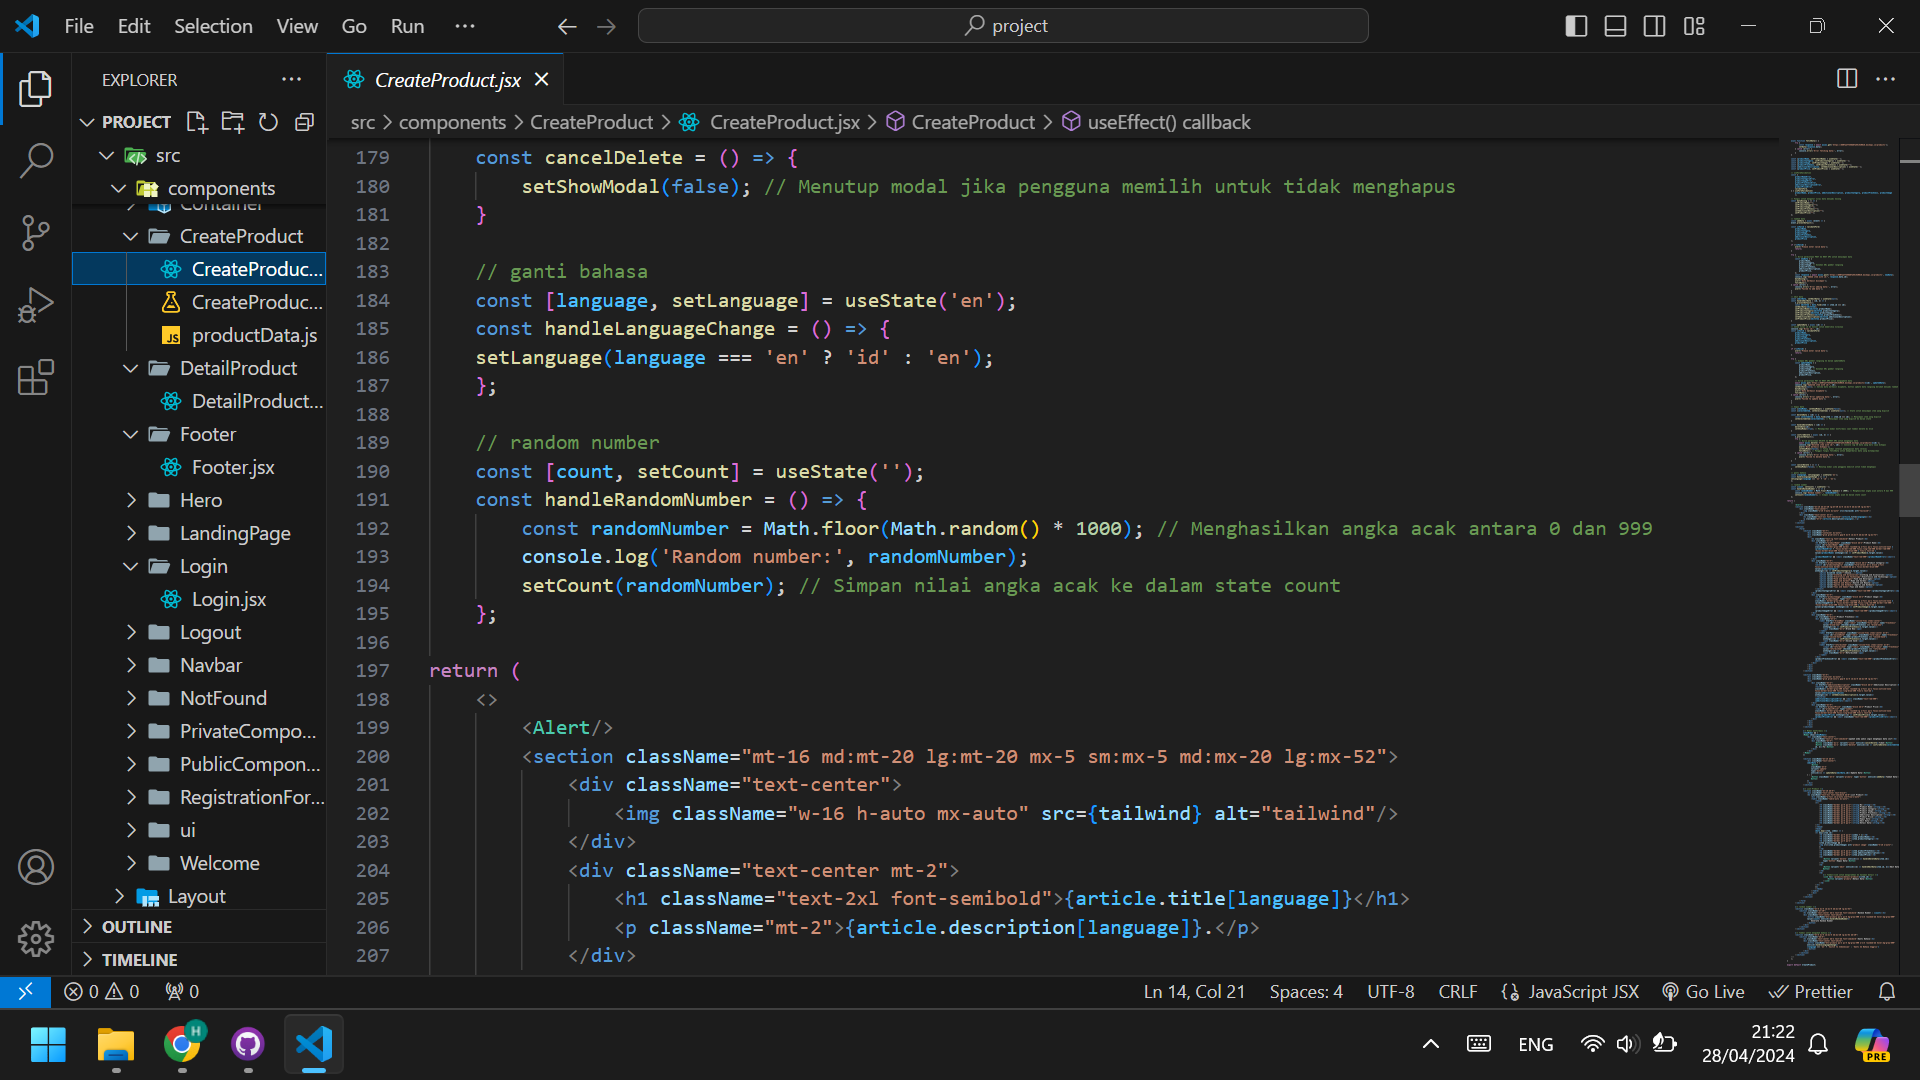 File Edit Selection View Go Run ··· project
EXPLORER ···
CreateProduct.jsx
PROJECT
src > components > CreateProduct > CreateProduct.jsx > CreateProduct > useEffect() callback
src
components
Container
CreateProduct
CreateProduc...
CreateProduc...
productData.js
DetailProduct
DetailProduct...
Footer
Footer.jsx
Hero
LandingPage
Login
Login.jsx
Logout
Navbar
NotFound
PrivateCompo...
PublicCompon...
RegistrationFor...
ui
Welcome
Layout
OUTLINE
TIMELINE
179 const cancelDelete = () => {
180 setShowModal(false); // Menutup modal jika pengguna memilih untuk tidak menghapus
181 }
182
183 // ganti bahasa
184 const [language, setLanguage] = useState('en');
185 const handleLanguageChange = () => {
186 setLanguage(language === 'en' ? 'id' : 'en');
187 };
188
189 // random number
190 const [count, setCount] = useState('');
191 const handleRandomNumber = () => {
192 const randomNumber = Math.floor(Math.random() * 1000); // Menghasilkan angka acak antara 0 dan 999
193 console.log('Random number:', randomNumber);
194 setCount(randomNumber); // Simpan nilai angka acak ke dalam state count
195 };
196
197 return (
198 <>
199 <Alert/>
200 <section className="mt-16 md:mt-20 lg:mt-20 mx-5 sm:mx-5 md:mx-20 lg:mx-52">
201 <div className="text-center">
202 <img className="w-16 h-auto mx-auto" src={tailwind} alt="tailwind"/>
203 </div>
204 <div className="text-center mt-2">
205 <h1 className="text-2xl font-semibold">{article.title[language]}</h1>
206 <p className="mt-2">{article.description[language]}.</p>
207 </div>
0 0 0 Ln 14, Col 21 Spaces: 4 UTF-8 CRLF JavaScript JSX Go Live Prettier
H
ENG
21:22
28/04/2024
PRE